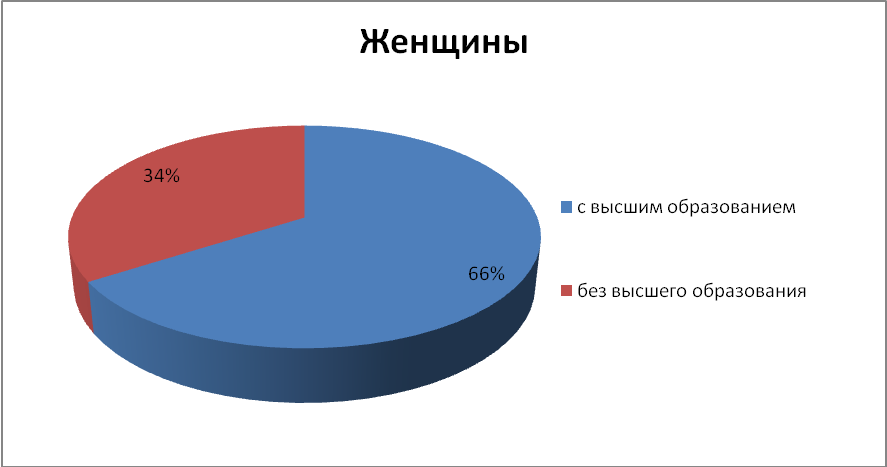 Женщины
34%
с высшим образованием
66%
без высшего образования